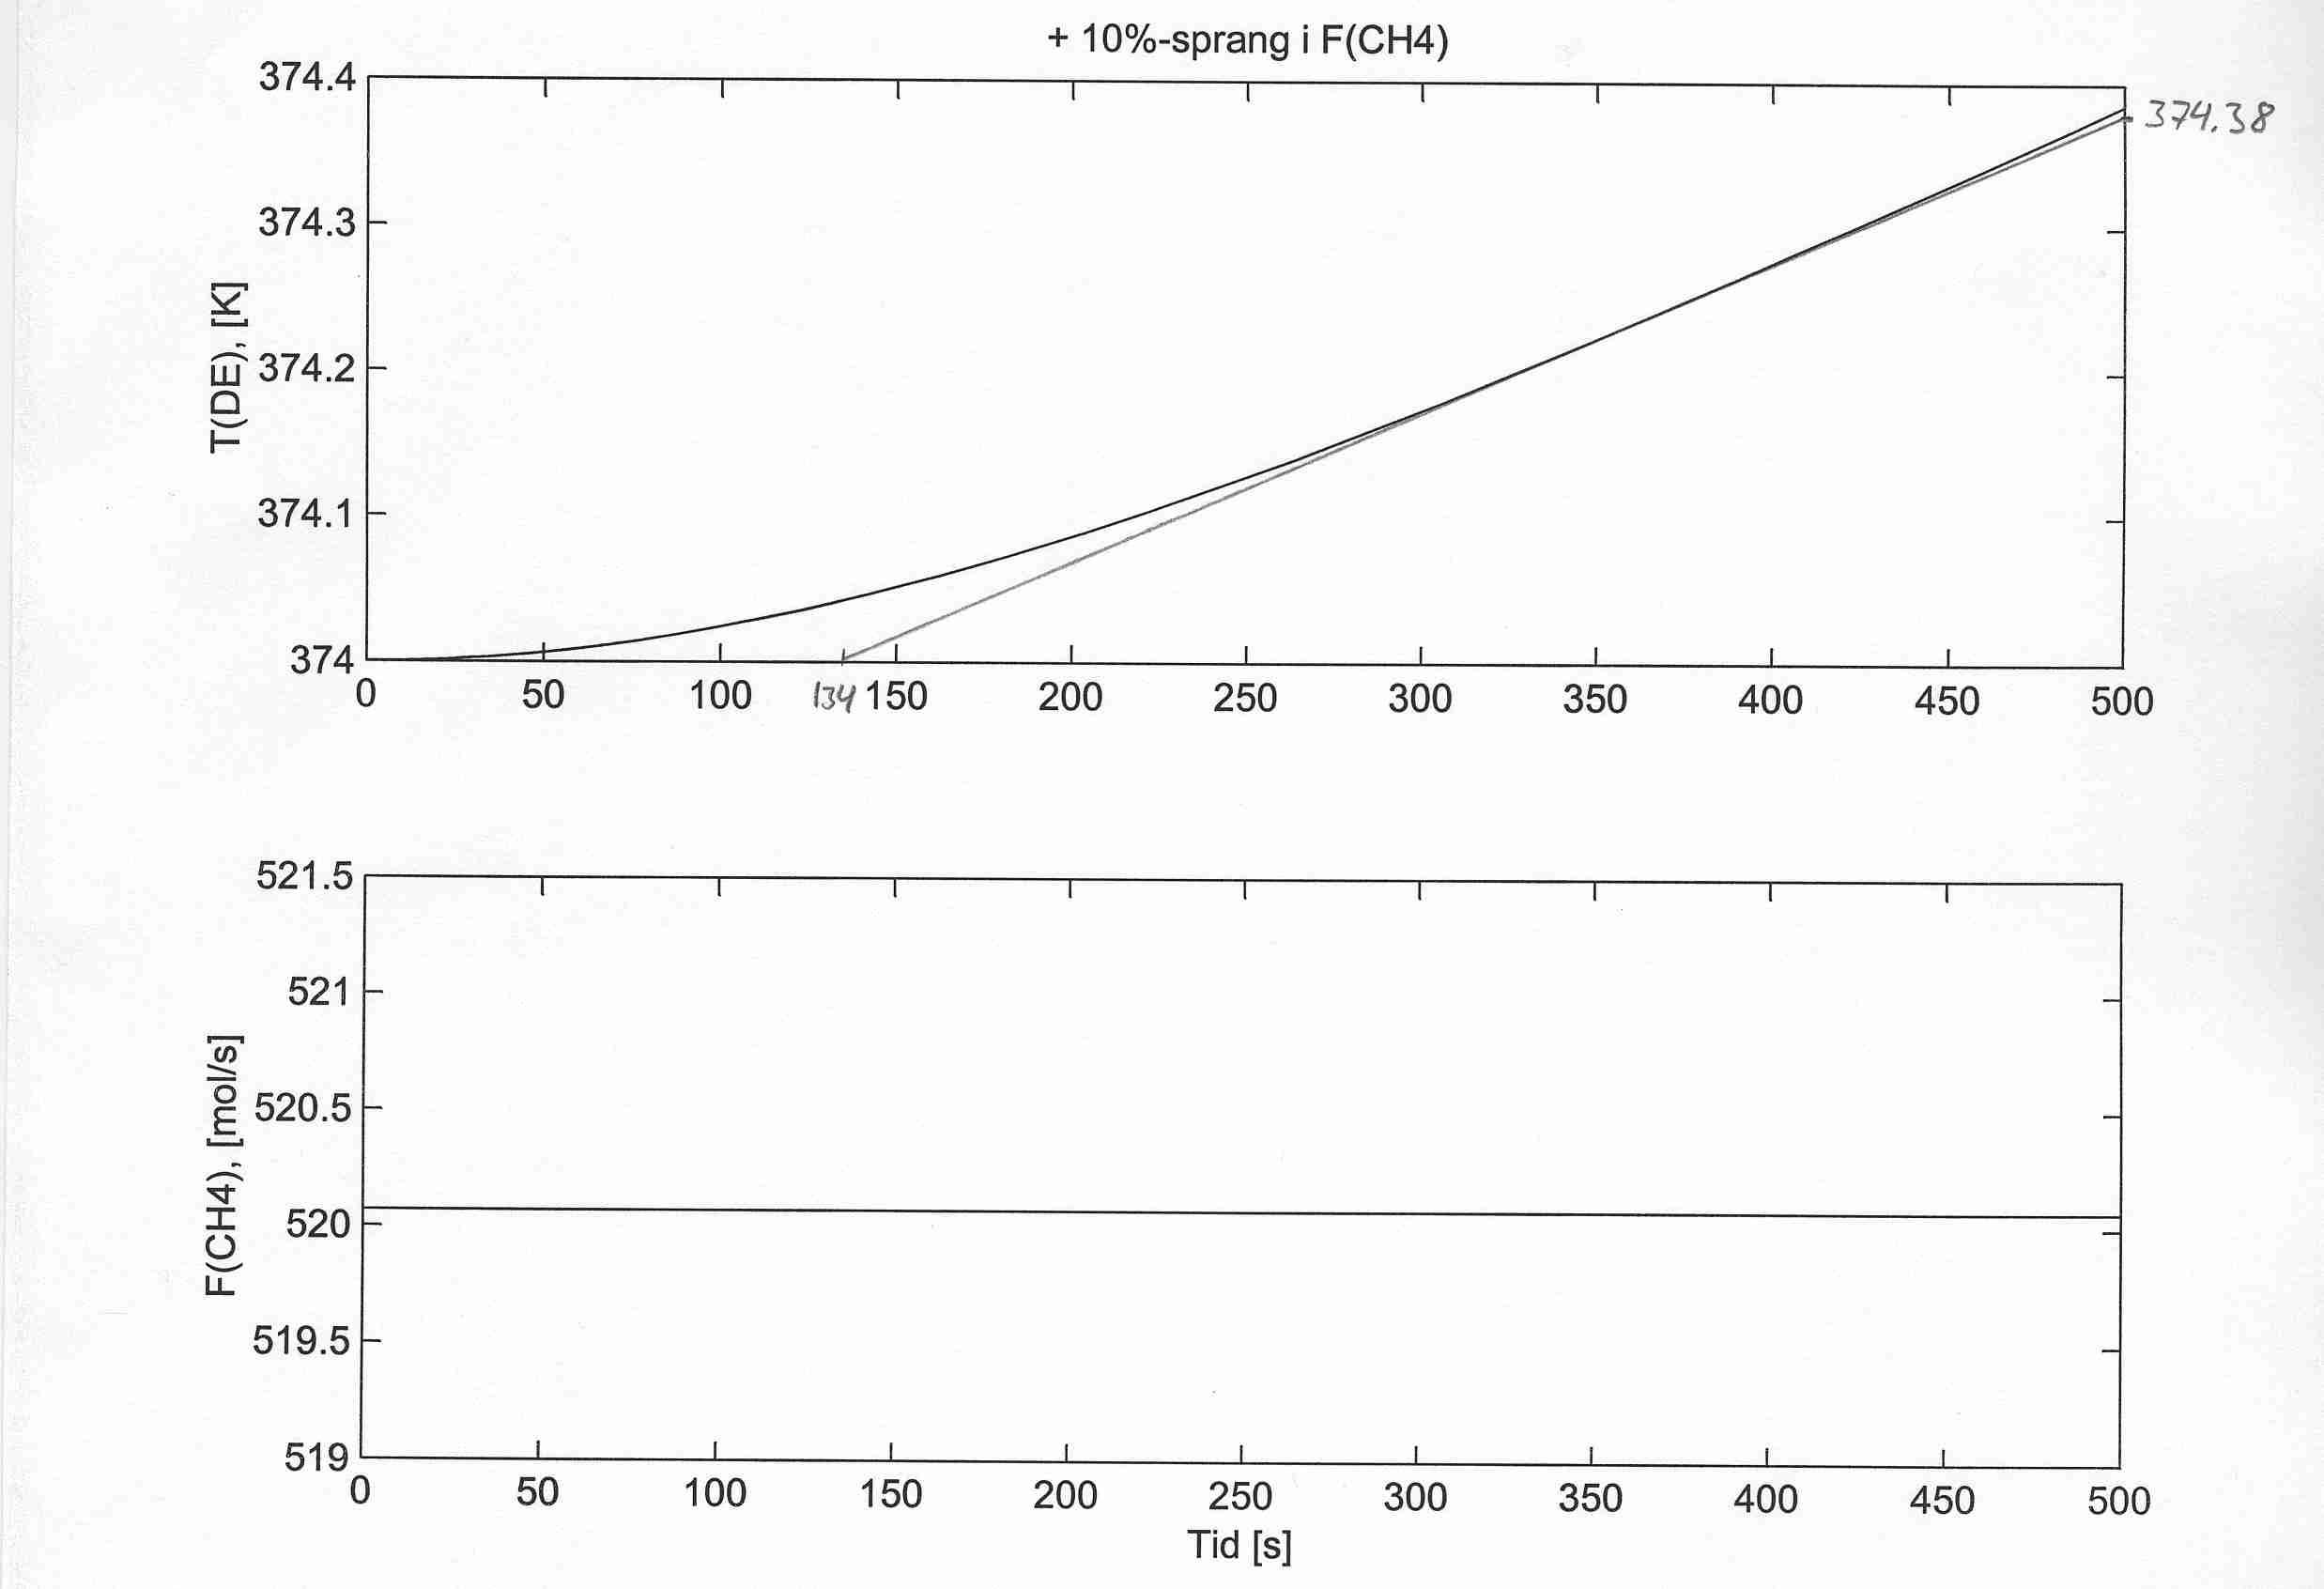 + 10%-sprang i F(CH4)
374.4
374.38
374.3
T(DE), [K]
374.2
374.1
374
0 50 100 134 150 200 250 300 350 400 450 500
521.5
521
F(CH4), [mol/s]
520.5
520
519.5
519
0 50 100 150 200 250 300 350 400 450 500
Tid [s]